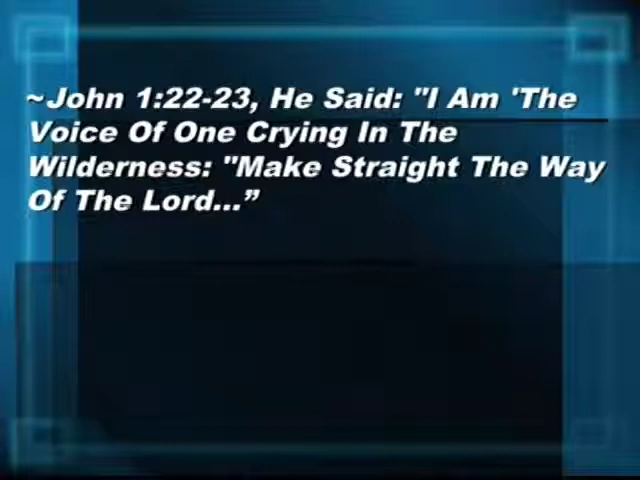 ~John 1:22-23, He Said: "I Am 'The
Voice Of One Crying In The
Wilderness: "Make Straight The Way
Of The Lord...”